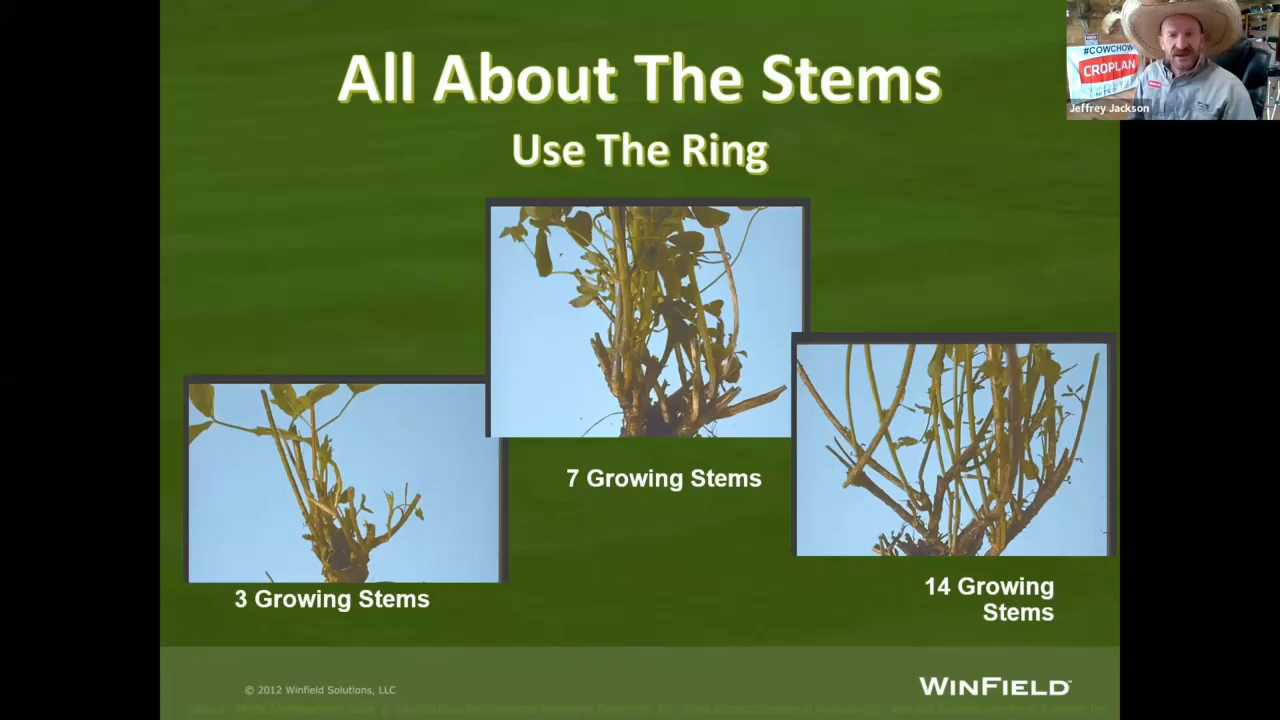 All About The Stems
Use The Ring
#COWCHOW
CROPLAN
Jeffrey Jackson
7 Growing Stems
3 Growing Stems
14 Growing
Stems
© 2012 Winfield Solutions, LLC
WINFIELD